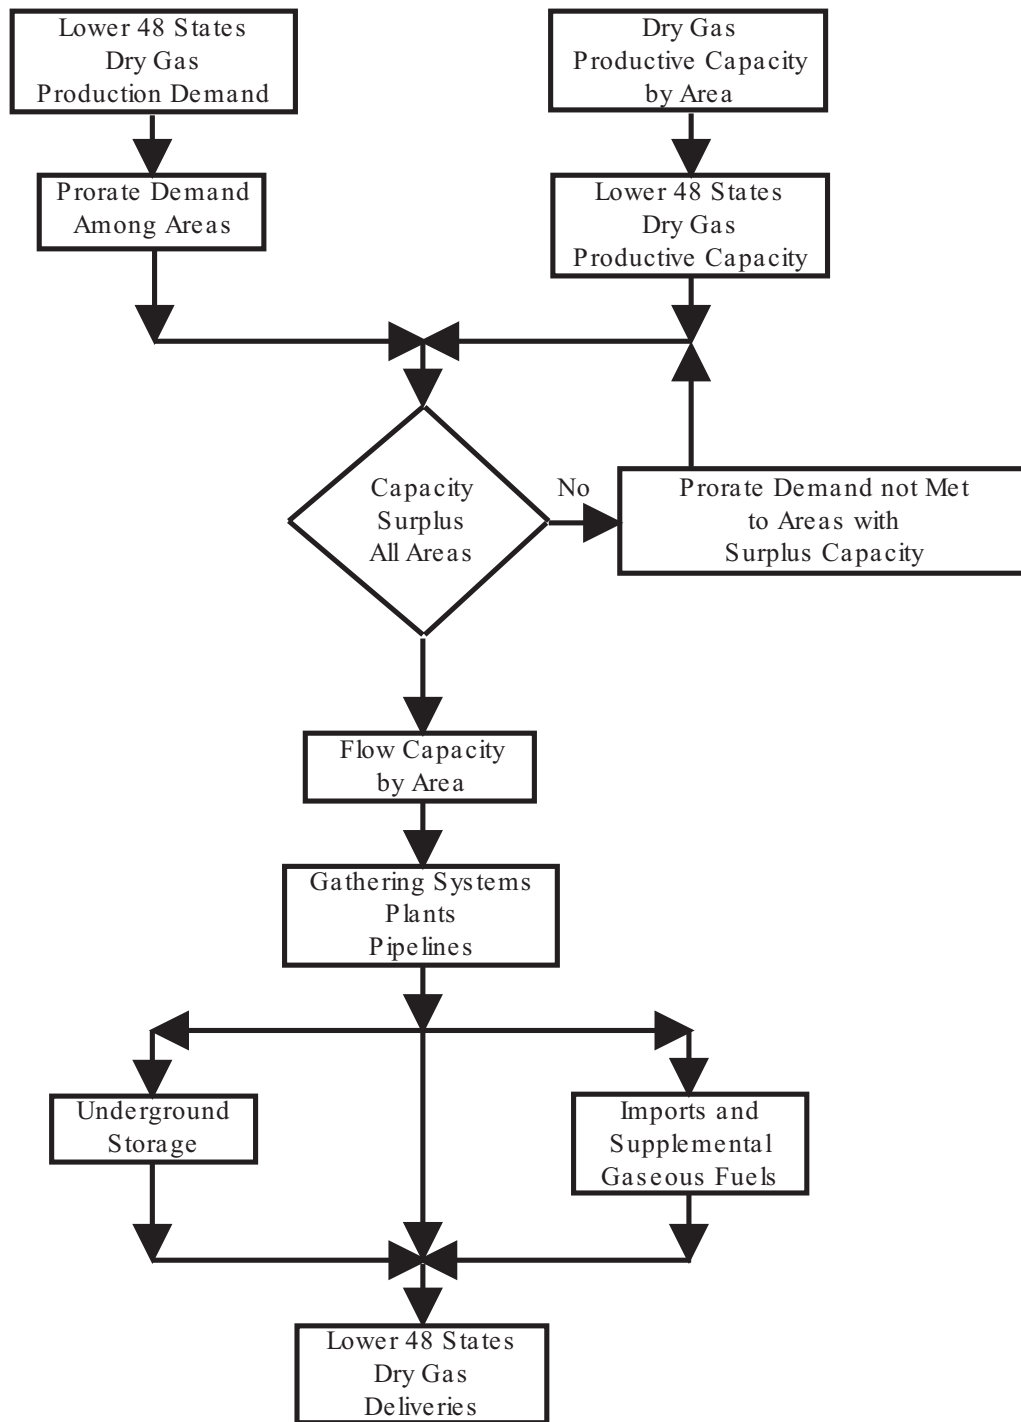 Lower 48 States
Dry Gas
Production Demand
Dry Gas
Productive Capacity
by Area
Prorate Demand
Among Areas
Lower 48 States
Dry Gas
Productive Capacity
Capacity
Surplus
All Areas
No
Prorate Demand not Met
to Areas with
Surplus Capacity
Flow Capacity
by Area
Gathering Systems
Plants
Pipelines
Underground
Storage
Imports and
Supplemental
Gaseous Fuels
Lower 48 States
Dry Gas
Deliveries